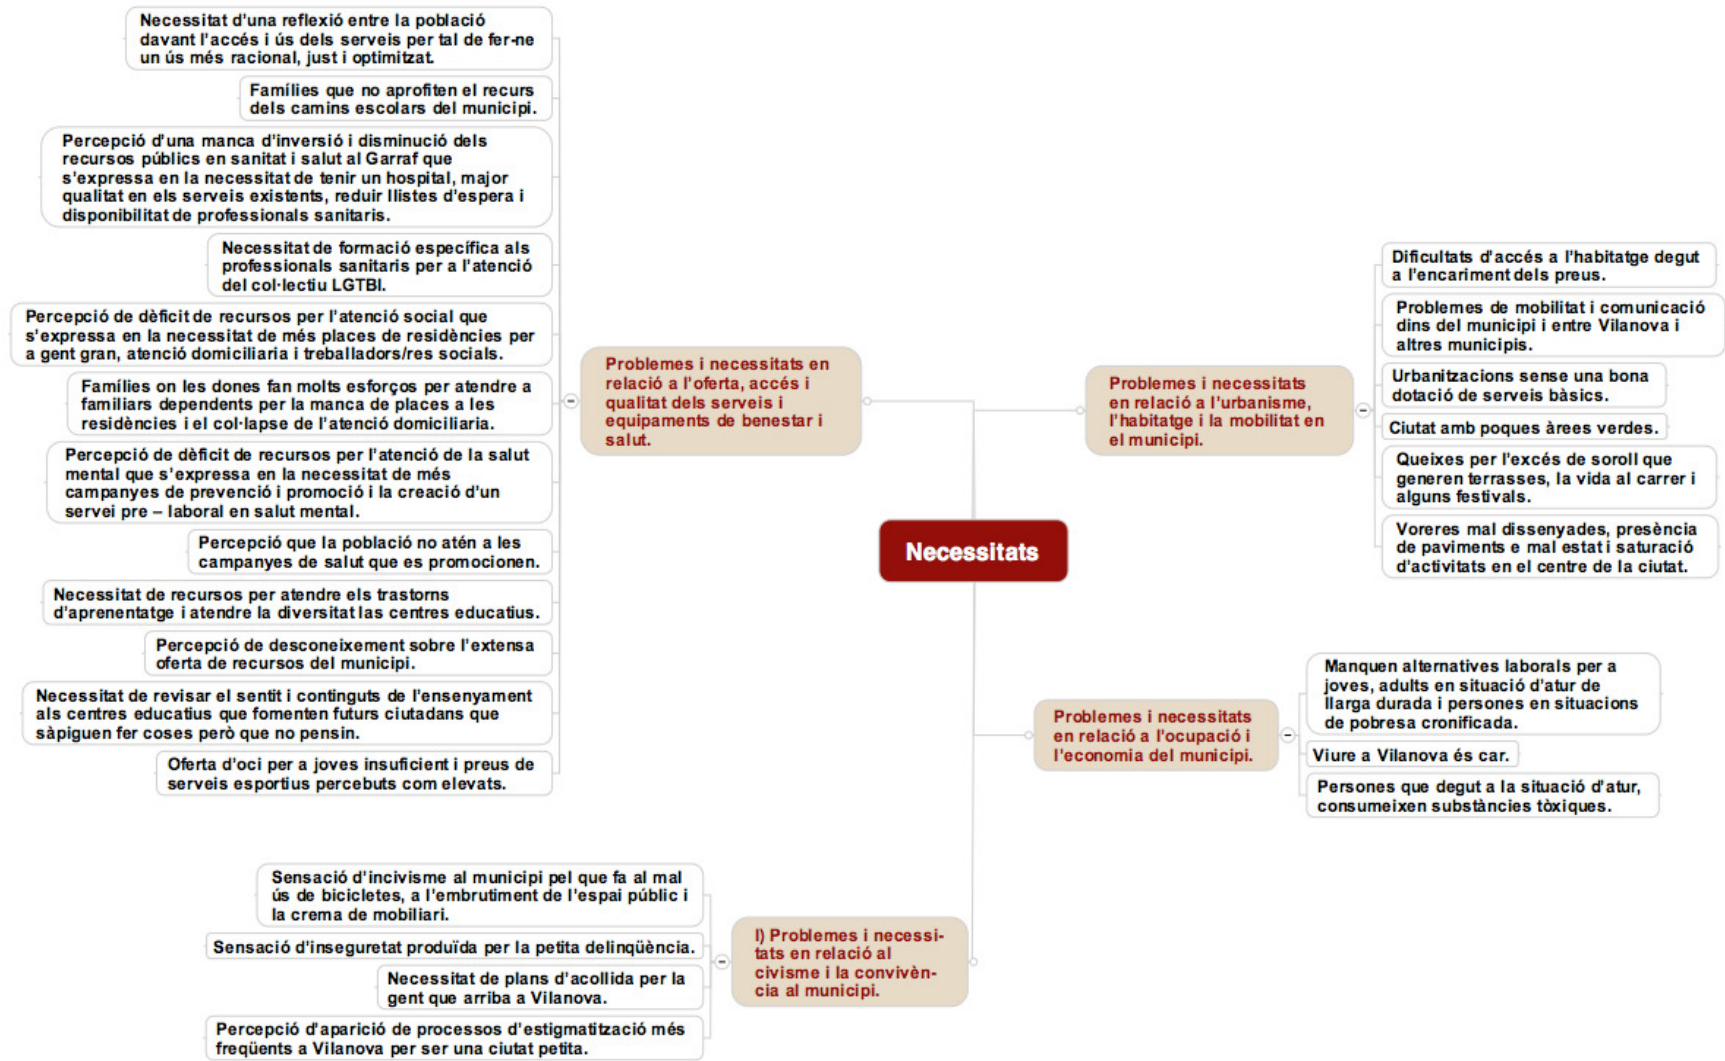 Necessitat d'una reflexió entre la població
davant l'accés i ús dels serveis per tal de fer-ne
un ús més racional, just i optimitzat.
Famílies que no aprofiten el recurs
dels camins escolars del municipi.
Percepció d'una manca d'inversió i disminució dels
recursos públics en sanitat i salut al Garraf que
s'expressa en la necessitat de tenir un hospital, major
qualitat en els serveis existents, reduir llistes d'espera i
disponibilitat de professionals sanitaris.
Necessitat de formació específica als
professionals sanitaris per a l'atenció
del col·lectiu LGTBI.
Percepció de dèficit de recursos per l'atenció social que
s'expressa en la necessitat de més places de residències per
a gent gran, atenció domiciliaria i treballadors/res socials.
Famílies on les dones fan molts esforços per atendre a
familiars dependents per la manca de places a les
residències i el col·lapse de l'atenció domiciliaria.
Percepció de dèficit de recursos per l'atenció de la salut
mental que s'expressa en la necessitat de més
campanyes de prevenció i promoció i la creació d'un
servei pre – laboral en salut mental.
Percepció que la població no atén a les
campanyes de salut que es promocionen.
Necessitat de recursos per atendre els trastorns
d'aprenentatge i atendre la diversitat las centres educatius.
Percepció de desconeixement sobre l'extensa
oferta de recursos del municipi.
Necessitat de revisar el sentit i continguts de l'ensenyament
als centres educatius que fomenten futurs ciutadans que
sàpiguen fer coses però que no pensin.
Oferta d'oci per a joves insuficient i preus de
serveis esportius percebuts com elevats.
Problemes i necessitats en
relació a l'oferta, accés i
qualitat dels serveis i
equipaments de benestar i
salut.
Necessitats
Problemes i necessitats
en relació a l'urbanisme,
l'habitatge i la mobilitat en
el municipi.
Dificultats d'accés a l'habitatge degut
a l'encariment dels preus.
Problemes de mobilitat i comunicació
dins del municipi i entre Vilanova i
altres municipis.
Urbanitzacions sense una bona
dotació de serveis bàsics.
Ciutat amb poques àrees verdes.
Queixes per l'excés de soroll que
generen terrasses, la vida al carrer i
alguns festivals.
Voreres mal dissenyades, presència
de paviments e mal estat i saturació
d'activitats en el centre de la ciutat.
Problemes i necessitats
en relació a l'ocupació i
l'economia del municipi.
Manquen alternatives laborals per a
joves, adults en situació d'atur de
llarga durada i persones en situacions
de pobresa cronificada.
Viure a Vilanova és car.
Persones que degut a la situació d'atur,
consumeixen substàncies tòxiques.
Sensació d'incivisme al municipi pel que fa al mal
ús de bicicletes, a l'embrutiment de l'espai públic i
la crema de mobiliari.
Sensació d'inseguretat produïda per la petita delinqüència.
Necessitat de plans d'acollida per la
gent que arriba a Vilanova.
Percepció d'aparició de processos d'estigmatització més
freqüents a Vilanova per ser una ciutat petita.
I) Problemes i necessi-
tats en relació al
civisme i la convivèn-
cia al municipi.